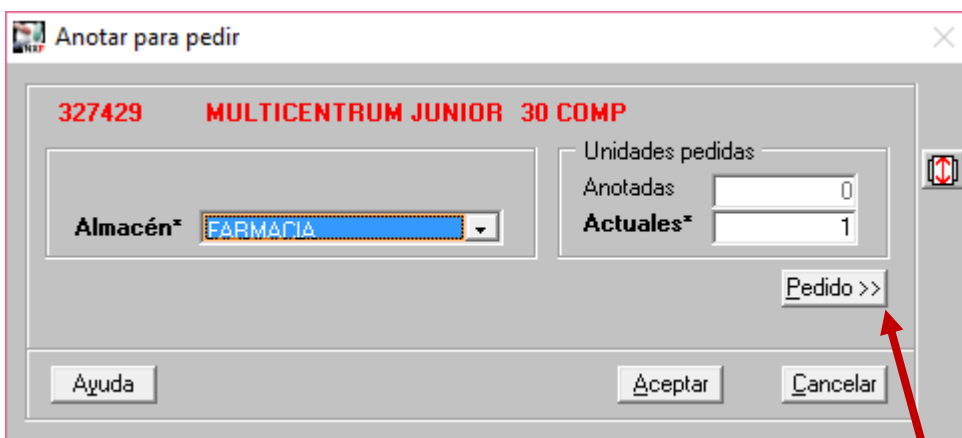 Anotar para pedir
327429 MULTICENTRUM JUNIOR 30 COMP
Unidades pedidas
Anotadas 0
Almacén* FARMACIA
Actuales* 1
Pedido >>
Ayuda Aceptar Cancelar